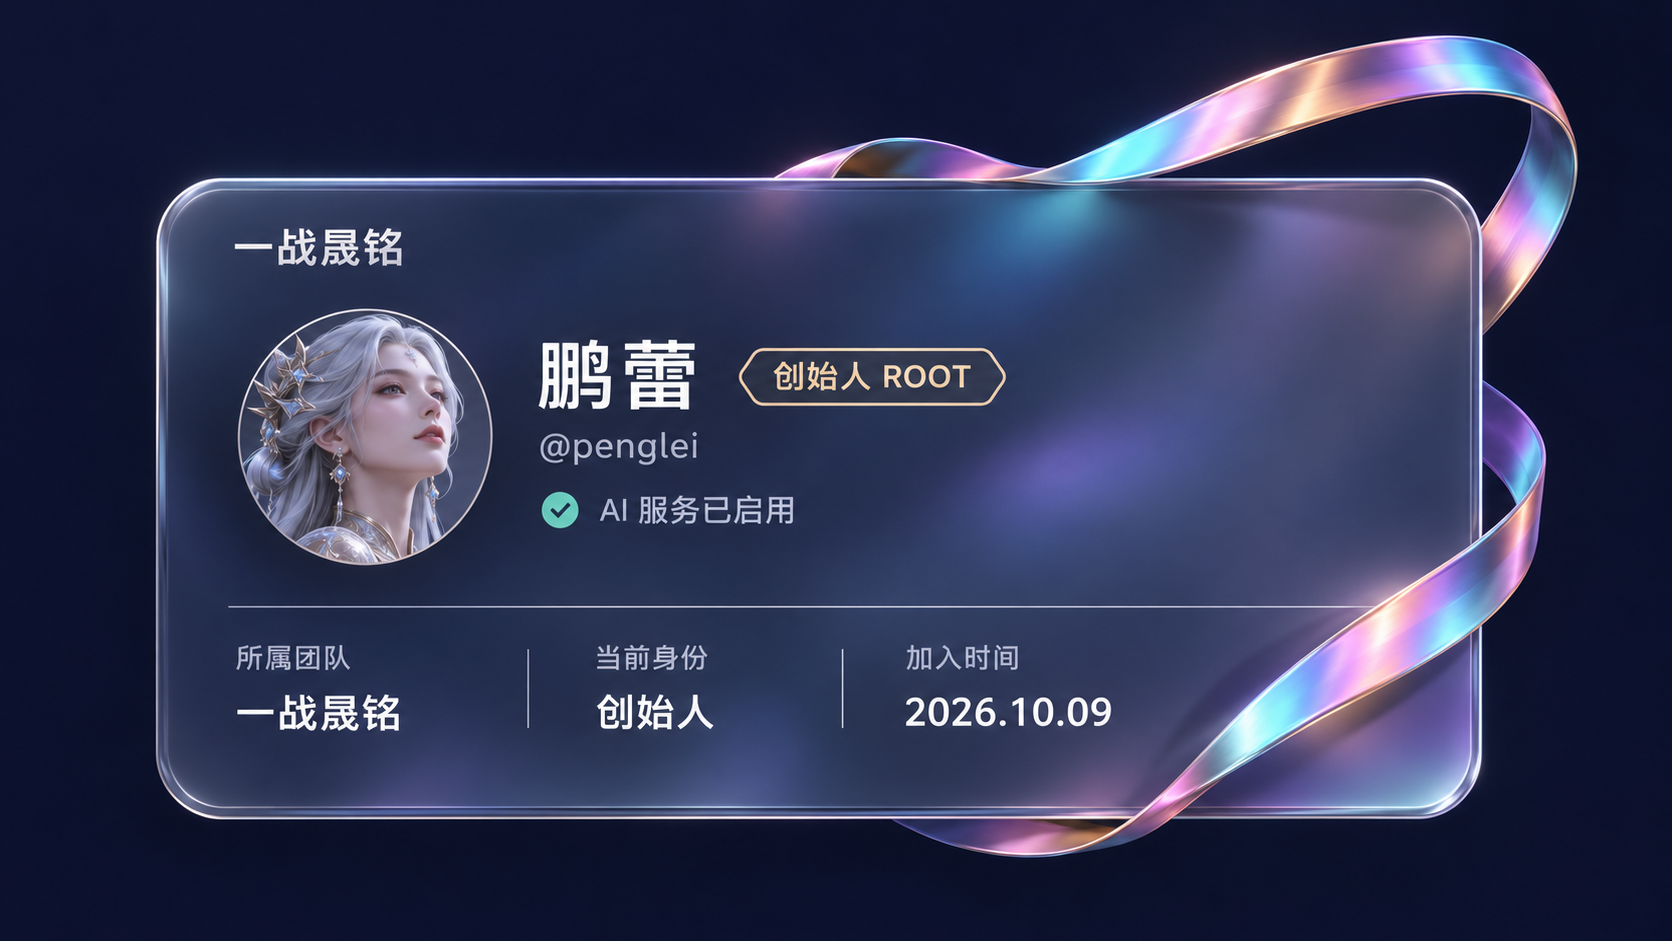 一战晟铭
鹏蕾
创始人 ROOT
@penglei
AI 服务已启用
所属团队
一战晟铭
当前身份
创始人
加入时间
2026.10.09